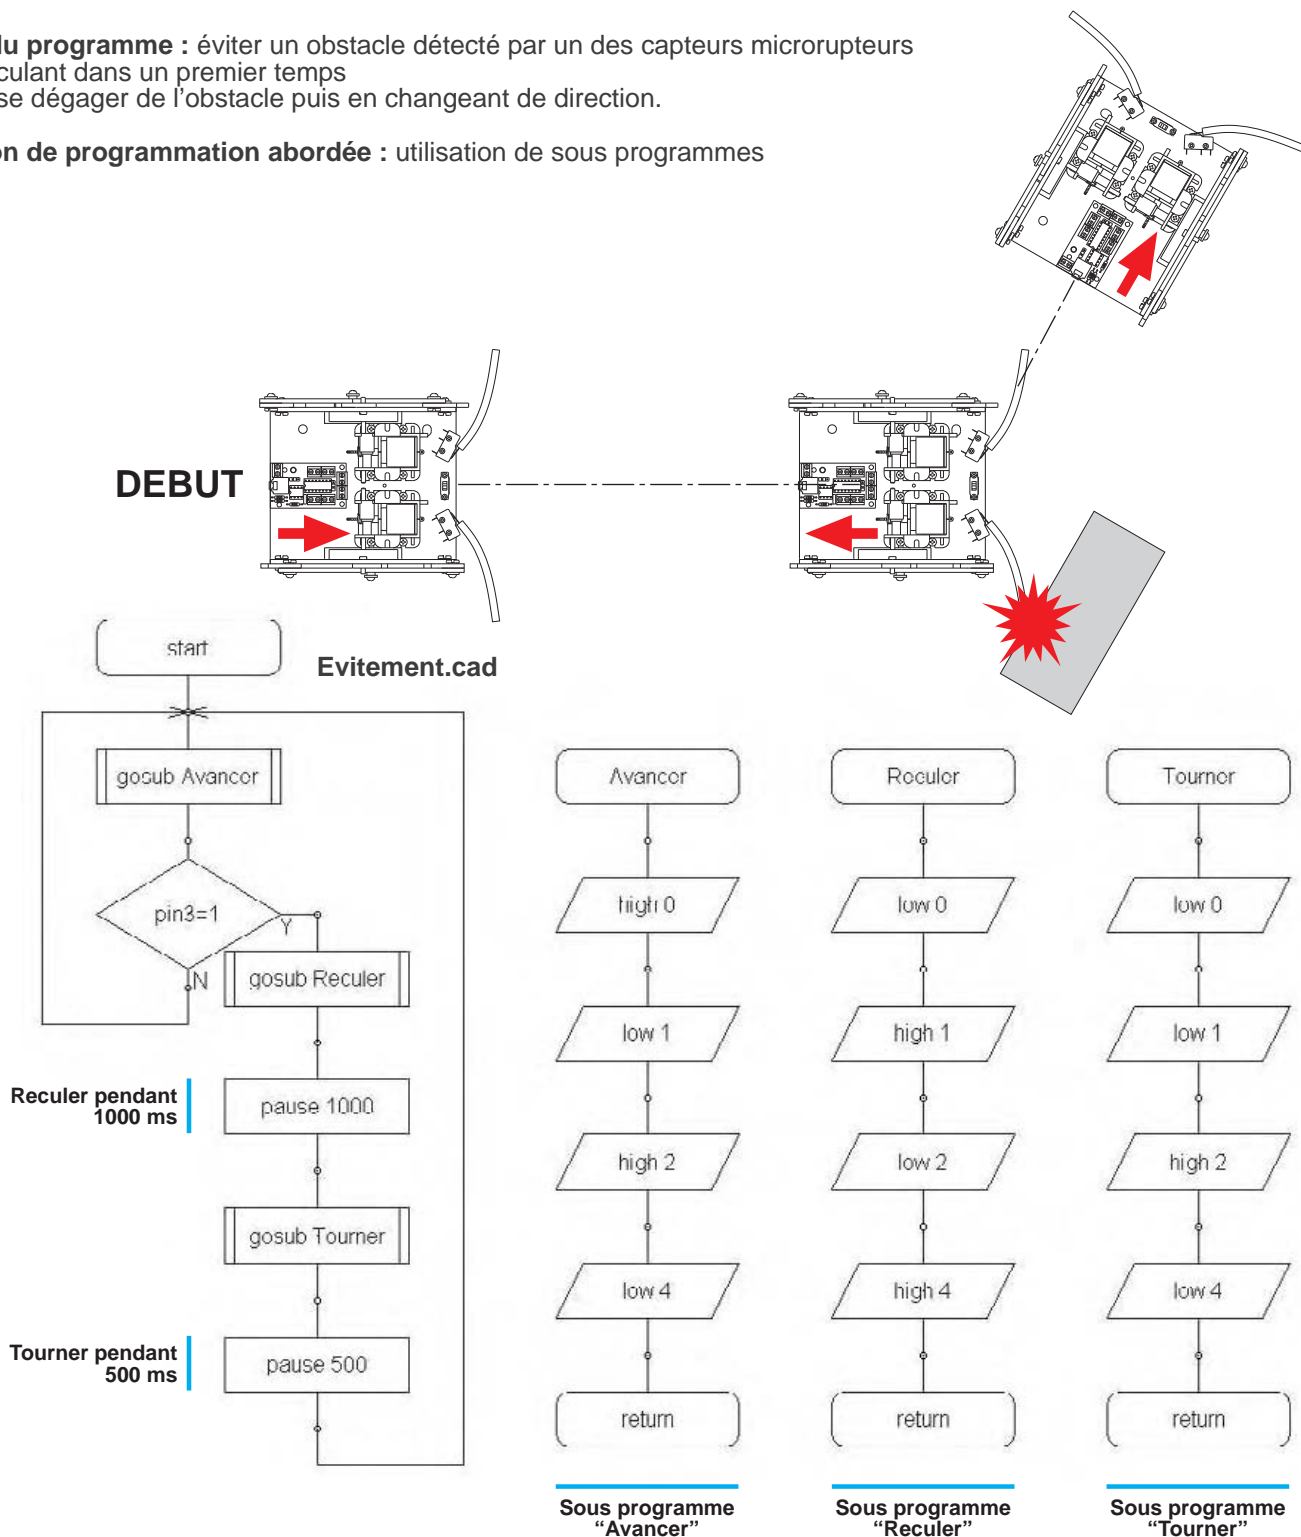 du programme : éviter un obstacle détecté par un des capteurs microrupteurs
culant dans un premier temps
se dégager de l'obstacle puis en changeant de direction.
on de programmation abordée : utilisation de sous programmes
DEBUT
Evitement.cad
start
gosub Avancer
pin3=1
Y
N
gosub Reculer
Reculer pendant
1000 ms
pause 1000
gosub Tourner
Tourner pendant
500 ms
pause 500
Avancer
high 0
low 1
high 2
low 4
return
Sous programme
“Avancer”
Reculer
low 0
high 1
low 2
high 4
return
Sous programme
“Reculer”
Tourner
low 0
low 1
high 2
low 4
return
Sous programme
“Tourner”